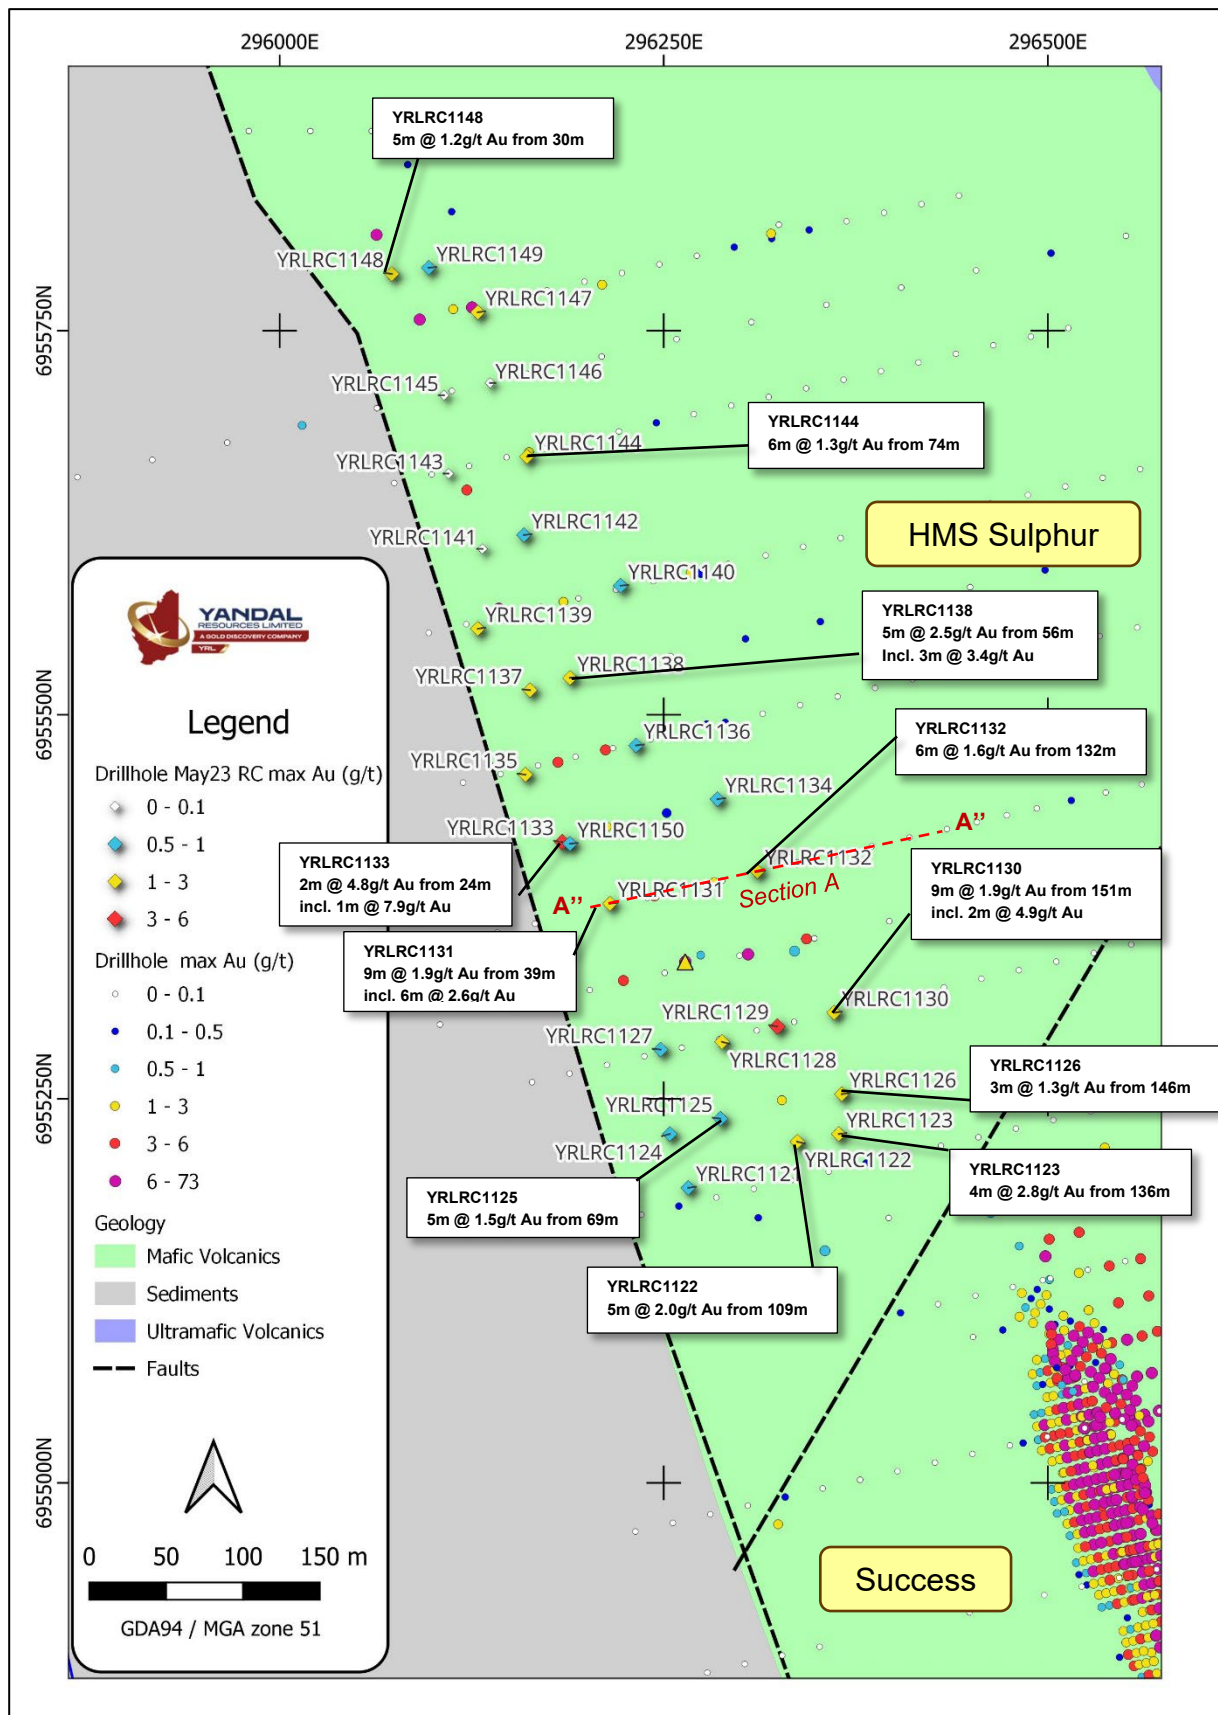 296000E
296250E
296500E
YRLRC1148
5m @ 1.2g/t Au from 30m
YRLRC1149
YRLRC1148
YRLRC1147
6955750N
YRLRC1146
YRLRC1145
YRLRC1144
6m @ 1.3g/t Au from 74m
YRLRC1144
YRLRC1143
HMS Sulphur
YRLRC1142
YRLRC1141
YRLRC1140
YRLRC1138
5m @ 2.5g/t Au from 56m
Incl. 3m @ 3.4g/t Au
YRLRC1139
YRLRC1138
YRLRC1137
6955500N
YRLRC1132
6m @ 1.6g/t Au from 132m
YRLRC1136
YRLRC1135
YRLRC1134
YRLRC1133
YRLRC1150
A’’
YRLRC1133
2m @ 4.8g/t Au from 24m
incl. 1m @ 7.9g/t Au
YRLRC1132
YRLRC1130
9m @ 1.9g/t Au from 151m
incl. 2m @ 4.9g/t Au
YRLRC1131
Section A
A’’
YRLRC1131
9m @ 1.9g/t Au from 39m
incl. 6m @ 2.6g/t Au
YRLRC1130
YRLRC1129
YRLRC1127
YRLRC1128
YRLRC1126
3m @ 1.3g/t Au from 146m
YRLRC1126
6955250N
YRLRC1125
YRLRC1123
YRLRC1124
YRLRC1122
YRLRC1123
4m @ 2.8g/t Au from 136m
YRLRC1121
YRLRC1125
5m @ 1.5g/t Au from 69m
YRLRC1122
5m @ 2.0g/t Au from 109m
6955000N
Success
YANDAL
RESOURCES LIMITED
A GOLD DISCOVERY COMPANY
YRL
Legend
Drillhole May23 RC max Au (g/t)
0 - 0.1
0.5 - 1
1 - 3
3 - 6
Drillhole max Au (g/t)
0 - 0.1
0.1 - 0.5
0.5 - 1
1 - 3
3 - 6
6 - 73
Geology
Mafic Volcanics
Sediments
Ultramafic Volcanics
Faults
0 50 100 150 m
GDA94 / MGA zone 51